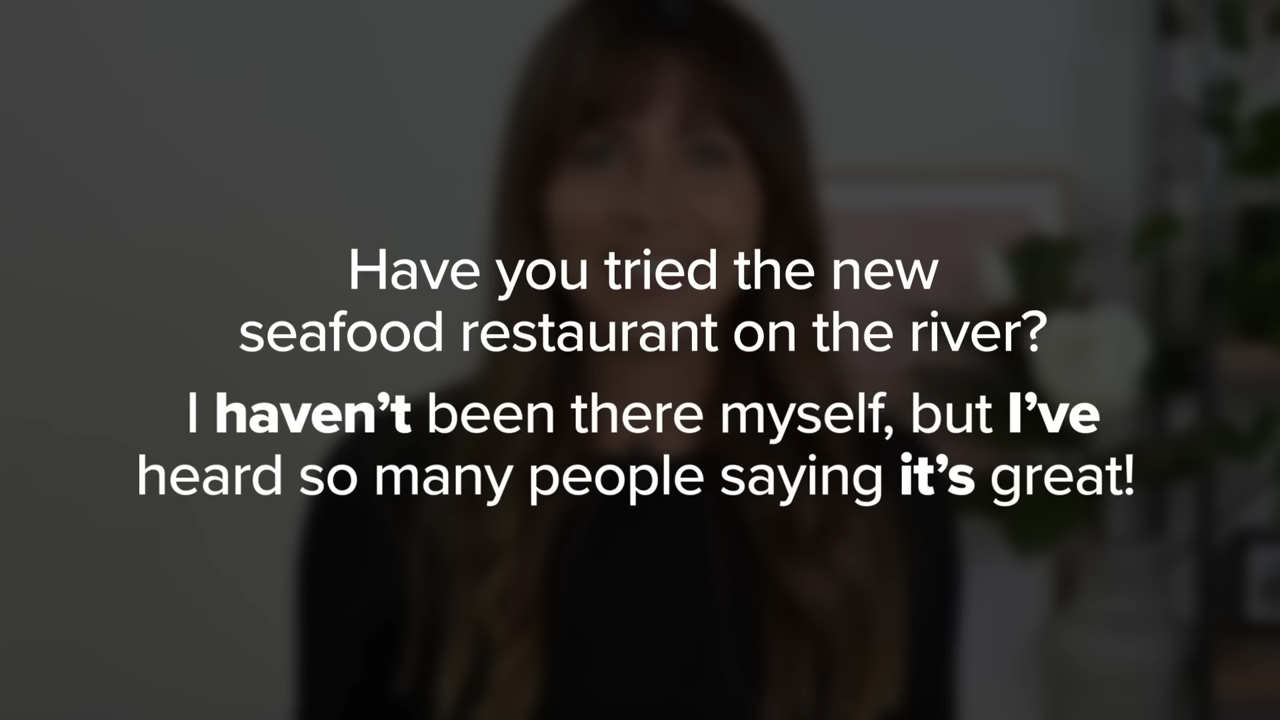 Have you tried the new
seafood restaurant on the river?
I haven’t been there myself, but I’ve
heard so many people saying it’s great!